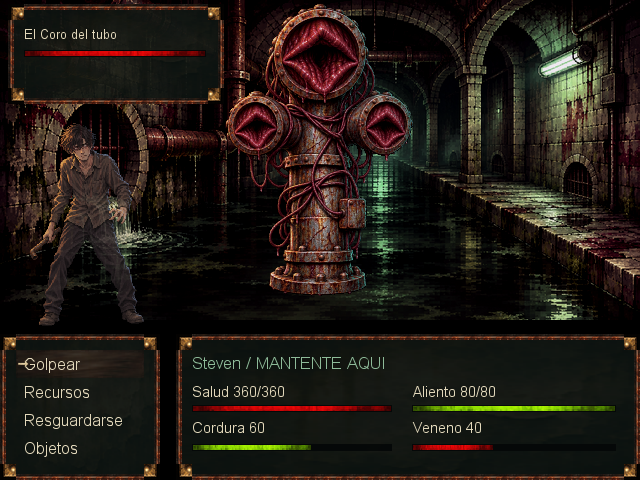 El Coro del tubo
Golpear
Recursos
Resguardarse
Objetos
Steven / MANTENTE AQUI
Salud 360/360
Aliento 80/80
Cordura 60
Veneno 40